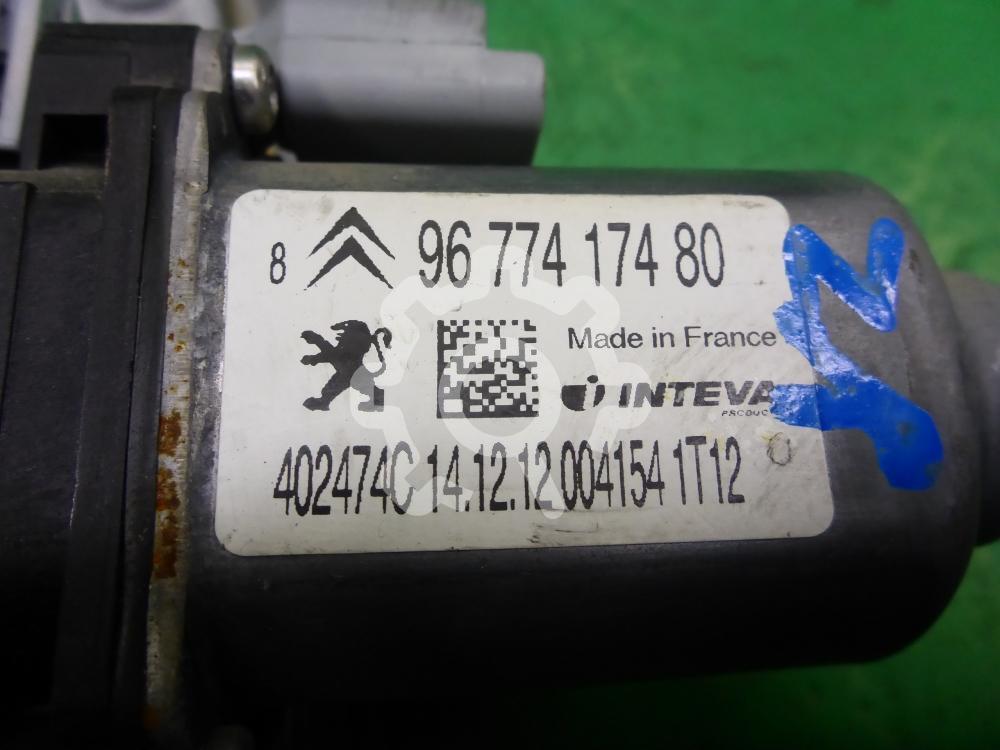 8 96 774 174 80
Made in France
INTEVA
402474C 14.12.12 004154 1T12